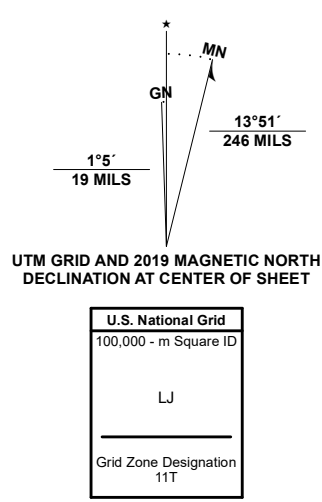 ★
MN
GN
13°51´
246 MILS
1°5´
19 MILS
UTM GRID AND 2019 MAGNETIC NORTH
DECLINATION AT CENTER OF SHEET
U.S. National Grid
100,000 - m Square ID
LJ
Grid Zone Designation
11T